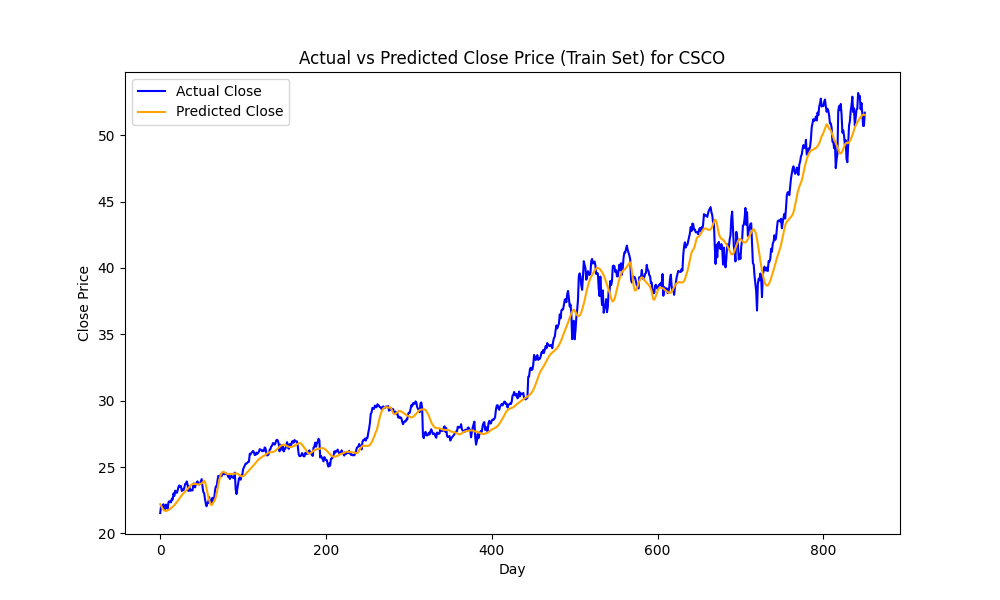 Actual vs Predicted Close Price (Train Set) for CSCO
Actual Close
Predicted Close
Close Price
50
45
40
35
30
25
20
0 200 400 600 800
Day